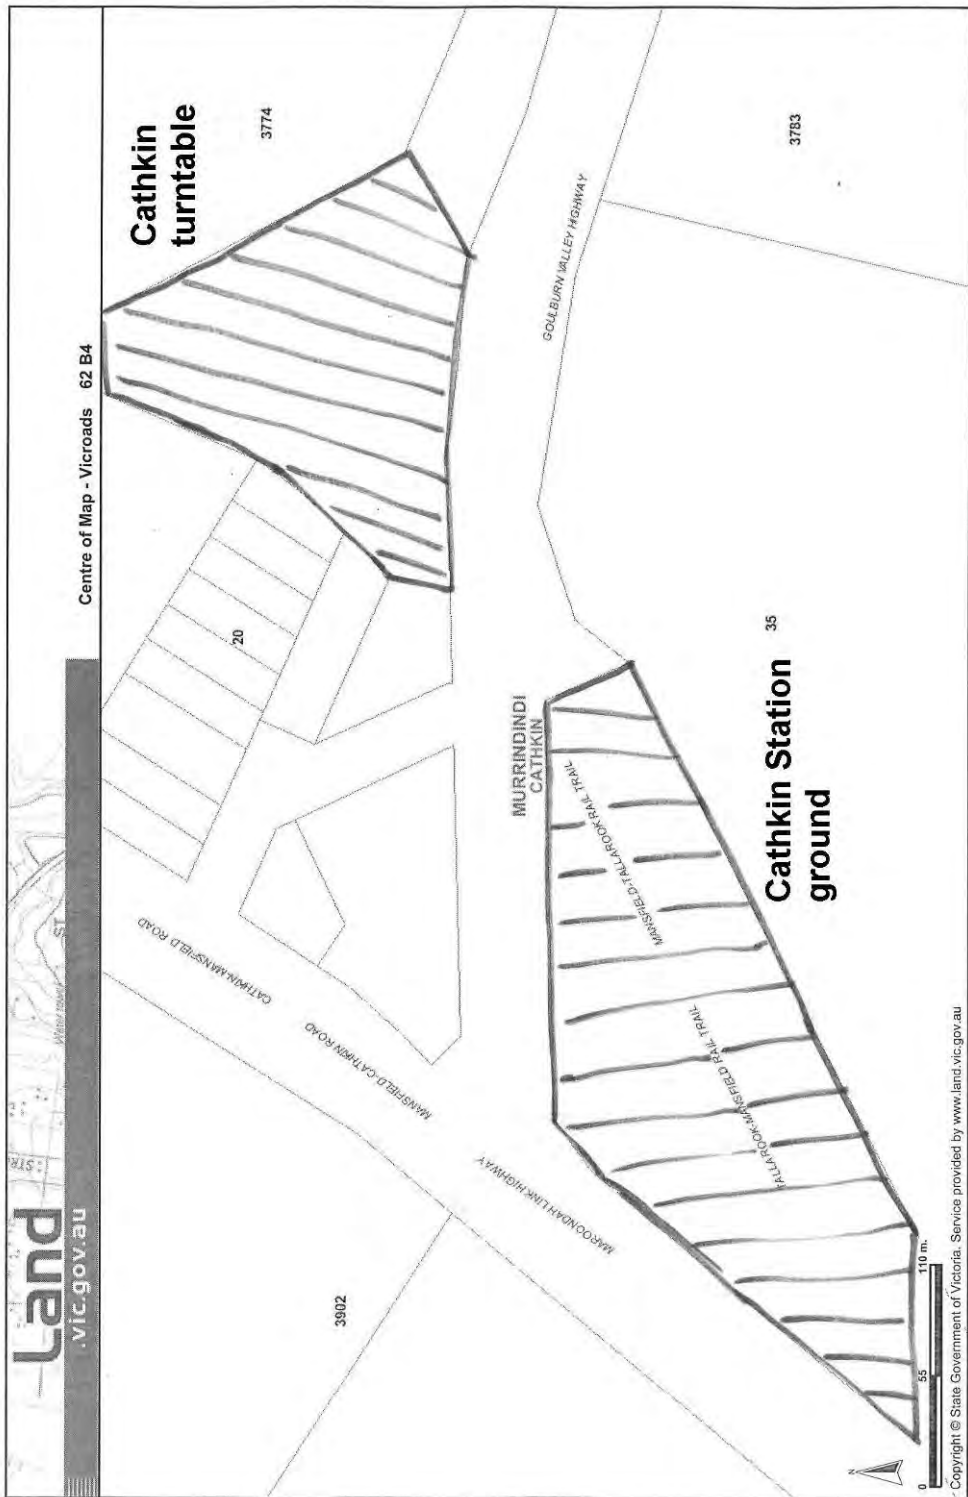 Land
.vic.gov.au
Centre of Map - Vicroads 62 B4
ST
Cathkin
turntable
3774
20
CATHKIN-MANSFIELD ROAD
MANSFIELD-CATHKIN ROAD
MAROONDAH LINK HIGHWAY
3902
MURRINDINDI
CATHKIN
GOULBURN VALLEY HIGHWAY
3783
MANSFIELD-TALLAROOK RAIL TRAIL
TALLAROOK-MANSFIELD RAIL TRAIL
35
Cathkin Station
ground
N
0 55 110 m.
Copyright © State Government of Victoria. Service provided by www.land.vic.gov.au